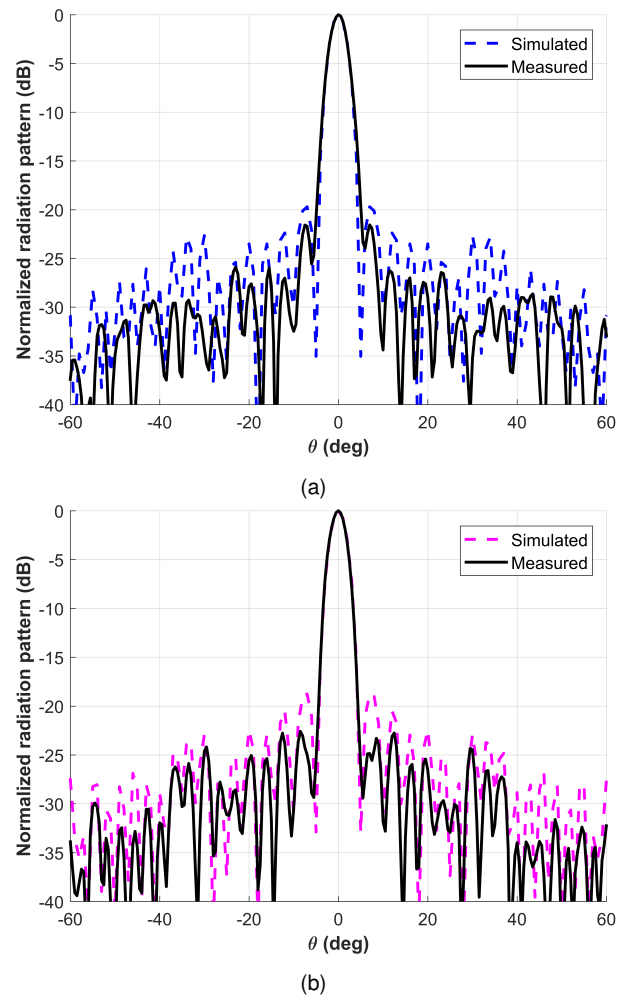 Normalized radiation pattern (dB)
0
-5
-10
-15
-20
-25
-30
-35
-40
Simulated
Measured
-60 -40 -20 0 20 40 60
θ (deg)
(a)
Normalized radiation pattern (dB)
0
-5
-10
-15
-20
-25
-30
-35
-40
Simulated
Measured
-60 -40 -20 0 20 40 60
θ (deg)
(b)